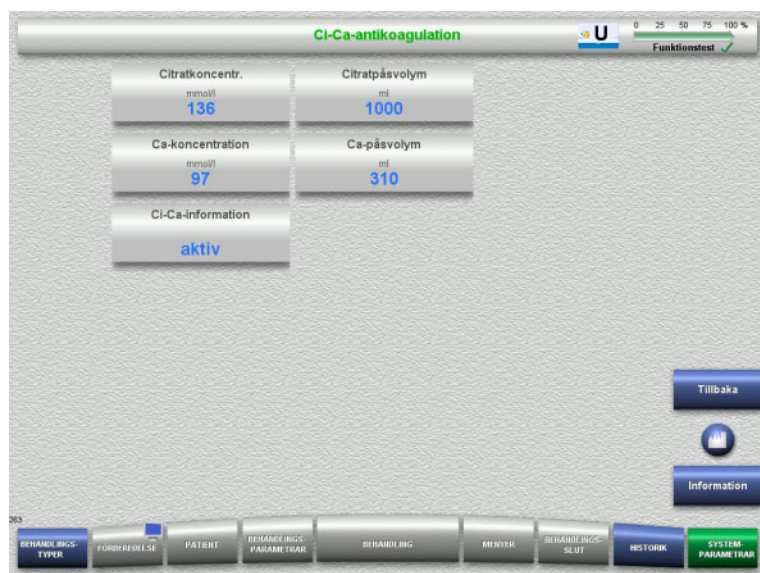 Ci-Ca-antikoagulation
U
0 25 50 75 100 %
Funktionstest
Citratkoncentr.
mmol/l
136
Citratpåsvolym
ml
1000
Ca-koncentration
mmol/l
97
Ca-påsvolym
ml
310
Ci-Ca-information
aktiv
Tillbaka
Information
263
BEHANDLINGS-
TYPER
FÖRBEREDELSE
PATIENT
BEHANDLINGS-
PARAMETRAR
BEHANDLING
MENYER
BEHANDLINGS-
SLUT
HISTORIK
SYSTEM-
PARAMETRAR